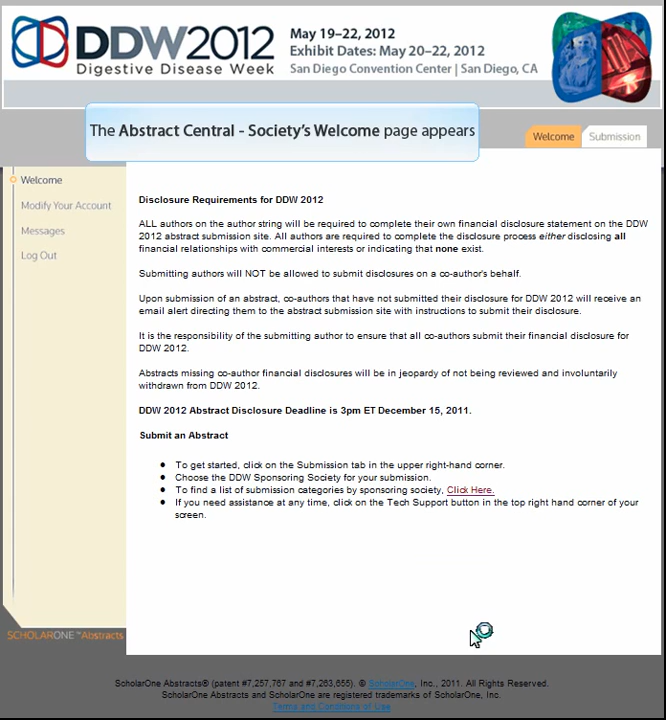 DDW2012
Digestive Disease Week
May 19–22, 2012
Exhibit Dates: May 20–22, 2012
San Diego Convention Center | San Diego, CA
The Abstract Central - Society's Welcome page appears
Welcome
Submission
Welcome
Modify Your Account
Messages
Log Out
Disclosure Requirements for DDW 2012
ALL authors on the author string will be required to complete their own financial disclosure statement on the DDW
2012 abstract submission site. All authors are required to complete the disclosure process either disclosing all
financial relationships with commercial interests or indicating that none exist.
Submitting authors will NOT be allowed to submit disclosures on a co-author's behalf.
Upon submission of an abstract, co-authors that have not submitted their disclosure for DDW 2012 will receive an
email alert directing them to the abstract submission site with instructions to submit their disclosure.
It is the responsibility of the submitting author to ensure that all co-authors submit their financial disclosure for
DDW 2012.
Abstracts missing co-author financial disclosures will be in jeopardy of not being reviewed and involuntarily
withdrawn from DDW 2012.
DDW 2012 Abstract Disclosure Deadline is 3pm ET December 15, 2011.
Submit an Abstract
• To get started, click on the Submission tab in the upper right-hand corner.
• Choose the DDW Sponsoring Society for your submission.
• To find a list of submission categories by sponsoring society, Click Here.
• If you need assistance at any time, click on the Tech Support button in the top right hand corner of your
screen.
SCHOLARONE™Abstracts
ScholarOne Abstracts® (patent #7,257,767 and #7,263,655). © ScholarOne, Inc., 2011. All Rights Reserved.
ScholarOne Abstracts and ScholarOne are registered trademarks of ScholarOne, Inc.
Terms and Conditions of Use